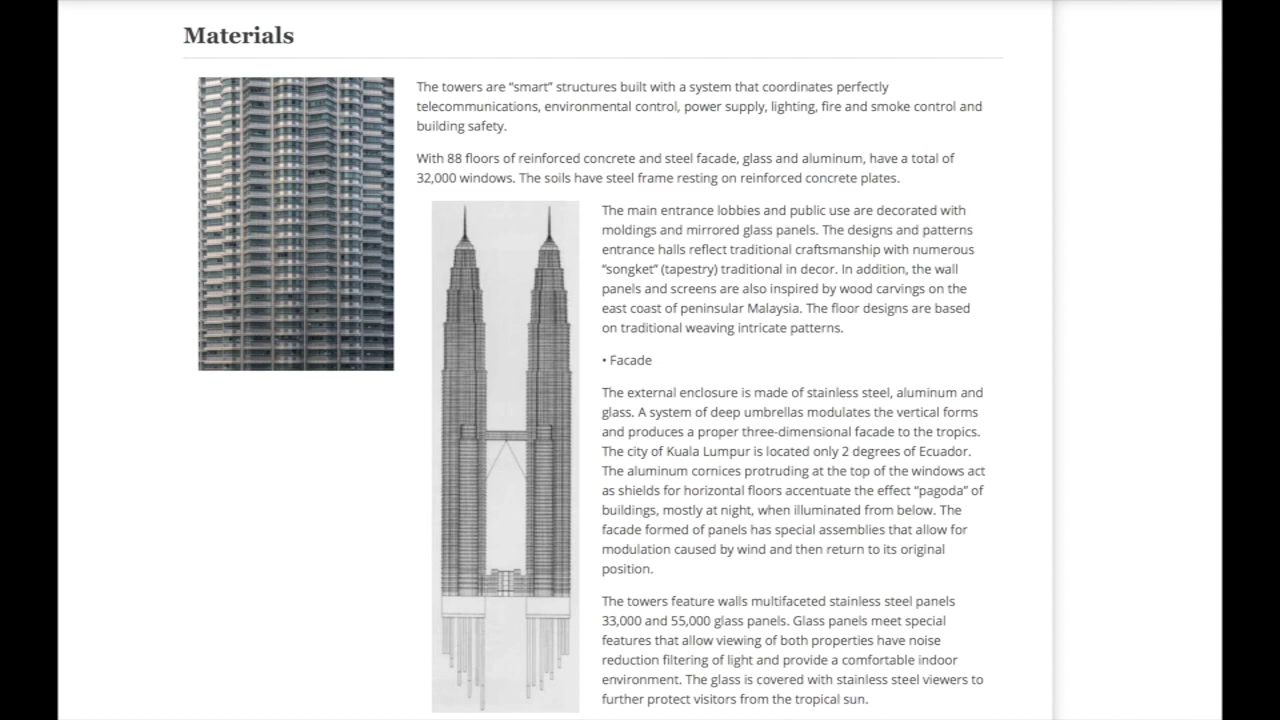 Materials
The towers are “smart” structures built with a system that coordinates perfectly
telecommunications, environmental control, power supply, lighting, fire and smoke control and
building safety.
With 88 floors of reinforced concrete and steel facade, glass and aluminum, have a total of
32,000 windows. The soils have steel frame resting on reinforced concrete plates.
The main entrance lobbies and public use are decorated with
moldings and mirrored glass panels. The designs and patterns
entrance halls reflect traditional craftsmanship with numerous
“songket” (tapestry) traditional in decor. In addition, the wall
panels and screens are also inspired by wood carvings on the
east coast of peninsular Malaysia. The floor designs are based
on traditional weaving intricate patterns.
• Facade
The external enclosure is made of stainless steel, aluminum and
glass. A system of deep umbrellas modulates the vertical forms
and produces a proper three-dimensional facade to the tropics.
The city of Kuala Lumpur is located only 2 degrees of Ecuador.
The aluminum cornices protruding at the top of the windows act
as shields for horizontal floors accentuate the effect “pagoda” of
buildings, mostly at night, when illuminated from below. The
facade formed of panels has special assemblies that allow for
modulation caused by wind and then return to its original
position.
The towers feature walls multifaceted stainless steel panels
33,000 and 55,000 glass panels. Glass panels meet special
features that allow viewing of both properties have noise
reduction filtering of light and provide a comfortable indoor
environment. The glass is covered with stainless steel viewers to
further protect visitors from the tropical sun.